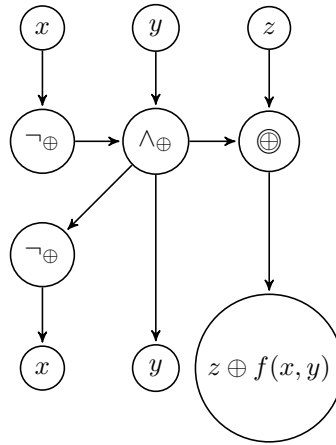 x y z
¬⊕ ∧⊕ ⊕
¬⊕
x y z ⊕ f(x, y)